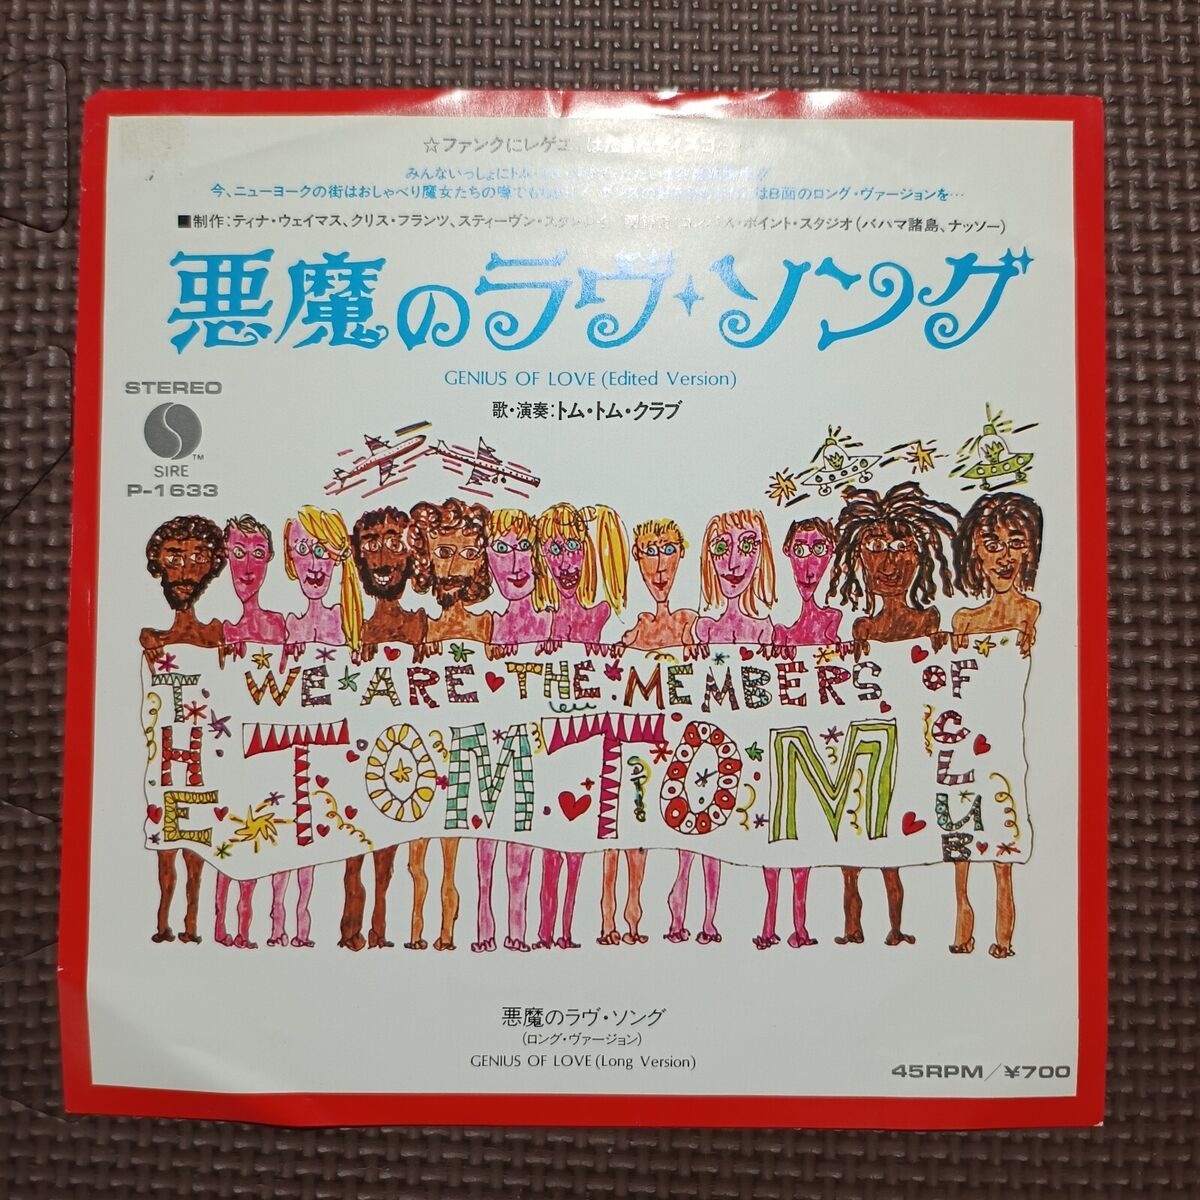 ☆ファンクにレゲエ
みんないっしょにトム・
今、ニューヨークの街はおしゃべり魔女たちの噂でも はB面のロング・ヴァージョンを…
■制作:ティナ・ウェイマス、クリス・フランツ、スティーヴン・スタンレイ ポイント・スタジオ(バハマ諸島、ナッソー)
悪魔のラヴ・ソング
GENIUS OF LOVE (Edited Version)
歌・演奏:トム・トム・クラブ
STEREO
S
TM
SIRE
P-1633
WE ARE THE MEMBERS OF
THE TOM TOM CLUB
悪魔のラヴ・ソング
(ロング・ヴァージョン)
GENIUS OF LOVE (Long Version)
45RPM/¥700